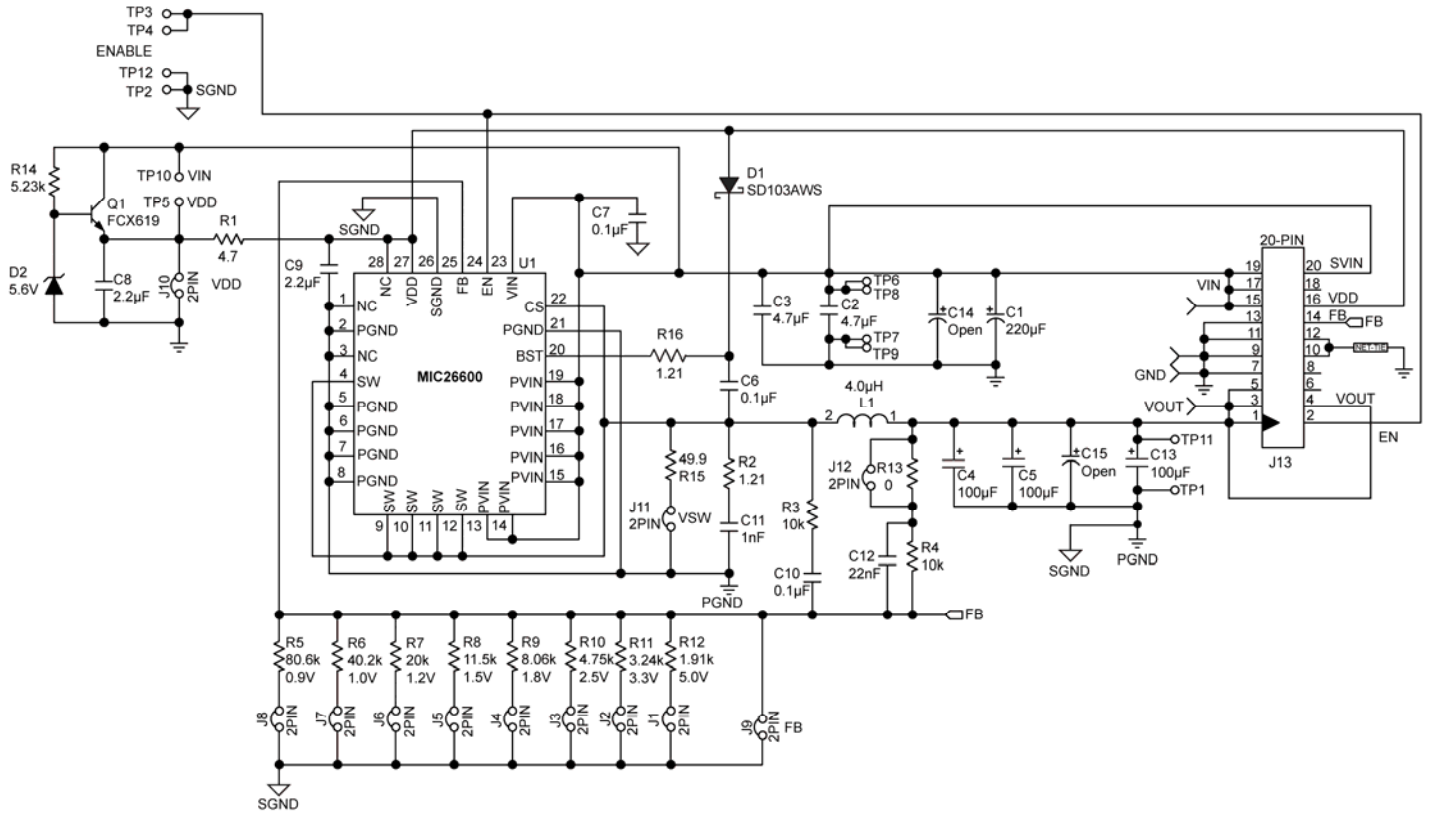 TP3
TP4
ENABLE
TP12
TP2
SGND
R14
5.23k
Q1
FCX619
TP10
VIN
TP5
VDD
R1
4.7
D2
5.6V
C8
2.2µF
J10
2PIN
VDD
C9
2.2µF
SGND
28
27
26
25
24
23
U1
NC
VDD
SGND
FB
EN
VIN
C7
0.1µF
D1
SD103AWS
1
NC
2
PGND
3
NC
4
SW
5
PGND
6
PGND
7
PGND
8
PGND
MIC26600
CS
22
PGND
21
BST
20
PVIN
19
PVIN
18
PVIN
17
PVIN
16
PVIN
15
SW
SW
SW
SW
PVIN
PVIN
9
10
11
12
13
14
R16
1.21
C6
0.1µF
49.9
R15
J11
2PIN
VSW
R2
1.21
C11
1nF
PGND
C3
4.7µF
TP6
TP8
C2
4.7µF
TP7
TP9
C14
Open
C1
220µF
4.0µH
2
L1
1
R3
10k
C10
0.1µF
J12
2PIN
R13
0
C12
22nF
R4
10k
C4
100µF
C5
100µF
C15
Open
C13
100µF
TP11
TP1
SGND
PGND
20-PIN
19
20
SVIN
VIN
17
18
15
16
VDD
13
14
FB
FB
11
12
9
10
NET-TIE
GND
7
8
5
6
VOUT
3
4
VOUT
1
2
EN
J13
FB
R5
80.6k
0.9V
R6
40.2k
1.0V
R7
20k
1.2V
R8
11.5k
1.5V
R9
8.06k
1.8V
R10
4.75k
2.5V
R11
3.24k
3.3V
R12
1.91k
5.0V
J8
2PIN
J7
2PIN
J6
2PIN
J5
2PIN
J4
2PIN
J3
2PIN
J2
2PIN
J1
2PIN
J9
2PIN
FB
SGND